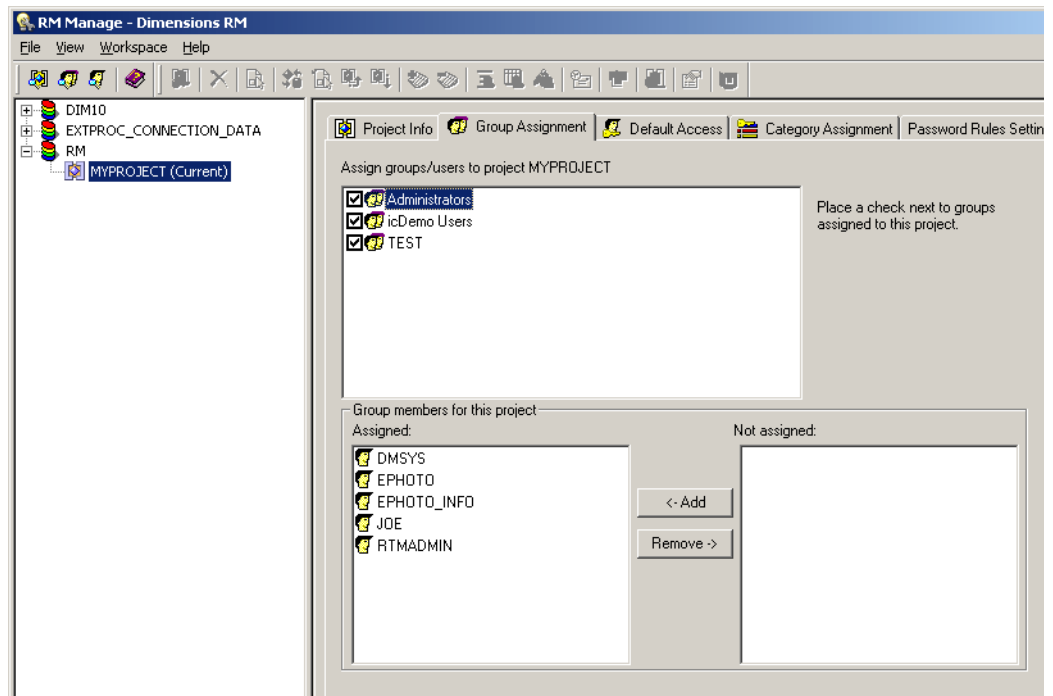 RM Manage - Dimensions RM
File View Workspace Help
DIM10
EXTPROC_CONNECTION_DATA
RM
MYPROJECT (Current)
Project Info Group Assignment Default Access Category Assignment Password Rules Settin
Assign groups/users to project MYPROJECT
Administrators
icDemo Users
TEST
Place a check next to groups
assigned to this project.
Group members for this project
Assigned:
DMSYS
EPHOTO
EPHOTO_INFO
JOE
RTMADMIN
<- Add
Remove ->
Not assigned: